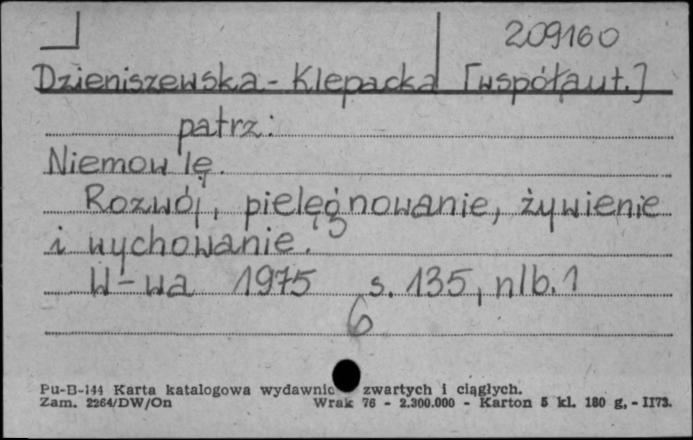 209160
Dzieniszewska-Klepacka [współaut.]
patrz:
Niemowlę.
Rozwój, pielęgnowanie, żywienie
i wychowanie.
W-wa 1975 s. 135, nlb. 1
6
Pu-B-144 Karta katalogowa wydawnic zwartych i ciągłych.
Zam. 2264/DW/On Wrak 76 - 2.300.000 - Karton 5 kl. 180 g. - II73.